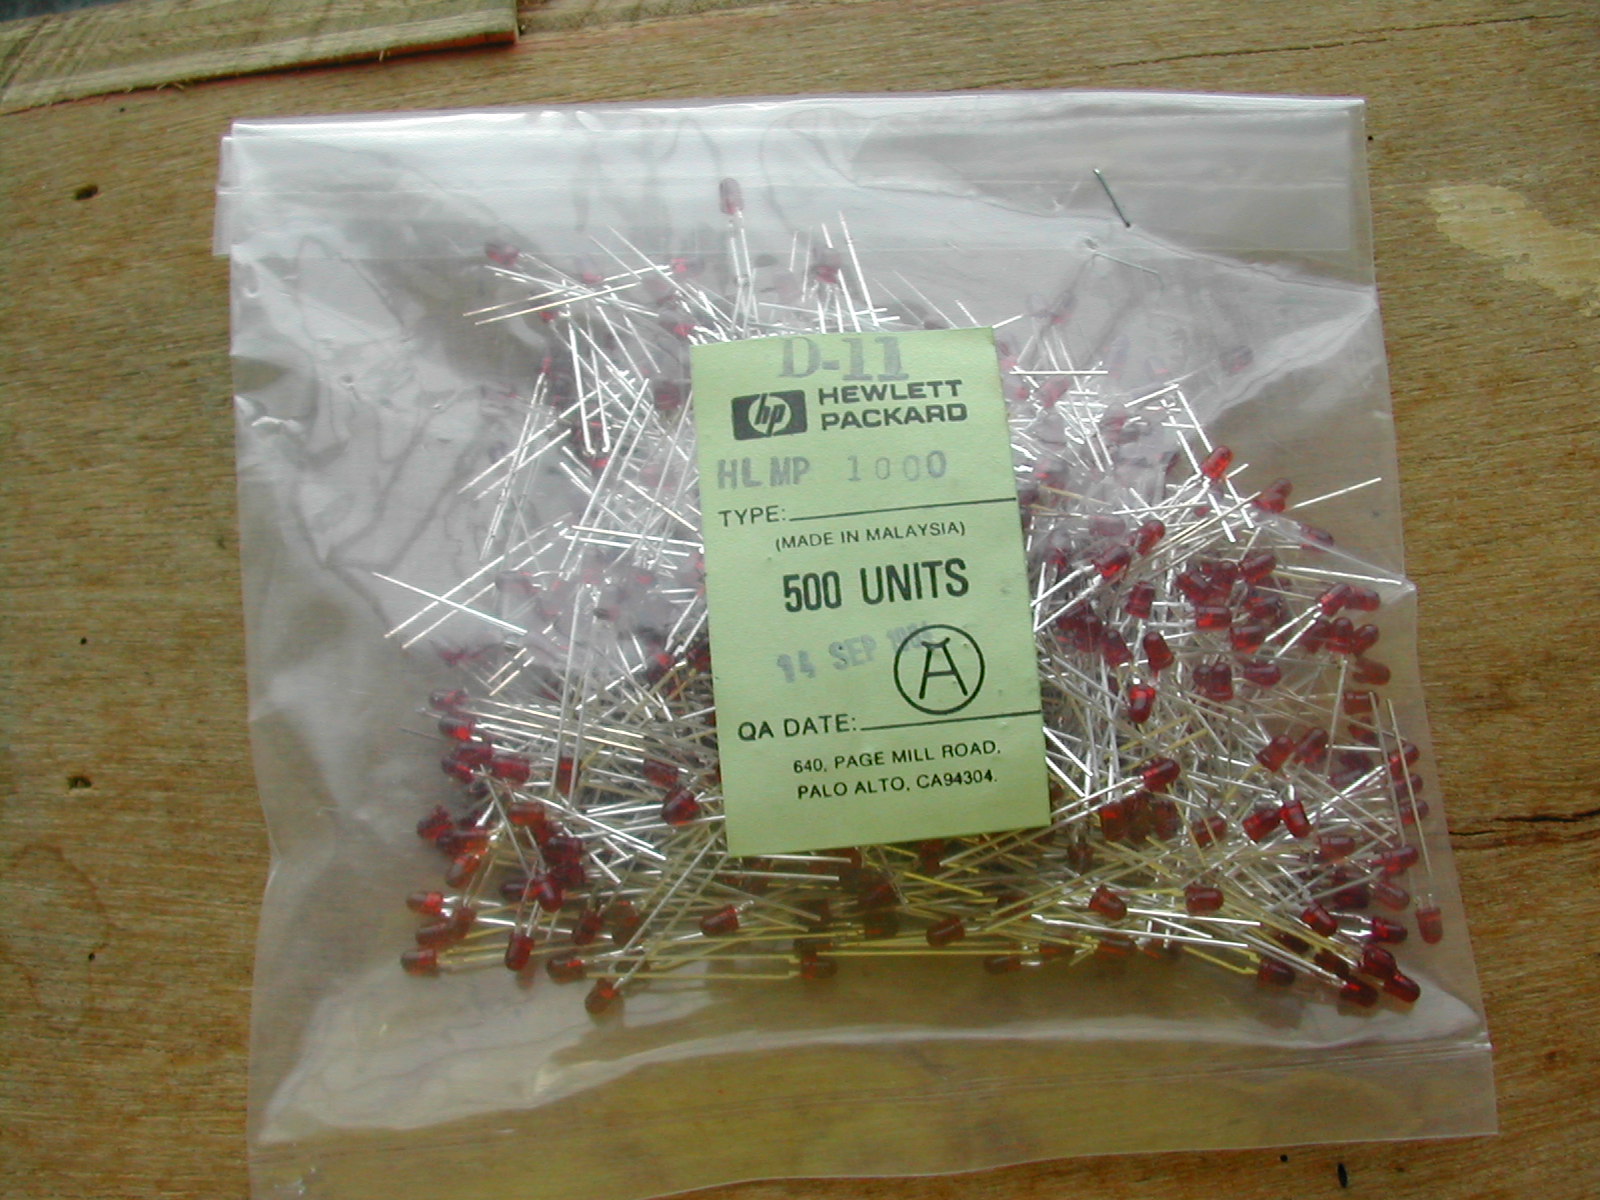 D-11
hp HEWLETT
PACKARD
HLMP 1000
TYPE:
(MADE IN MALAYSIA)
500 UNITS
14 SEP
A
QA DATE:
640, PAGE MILL ROAD,
PALO ALTO, CA94304.